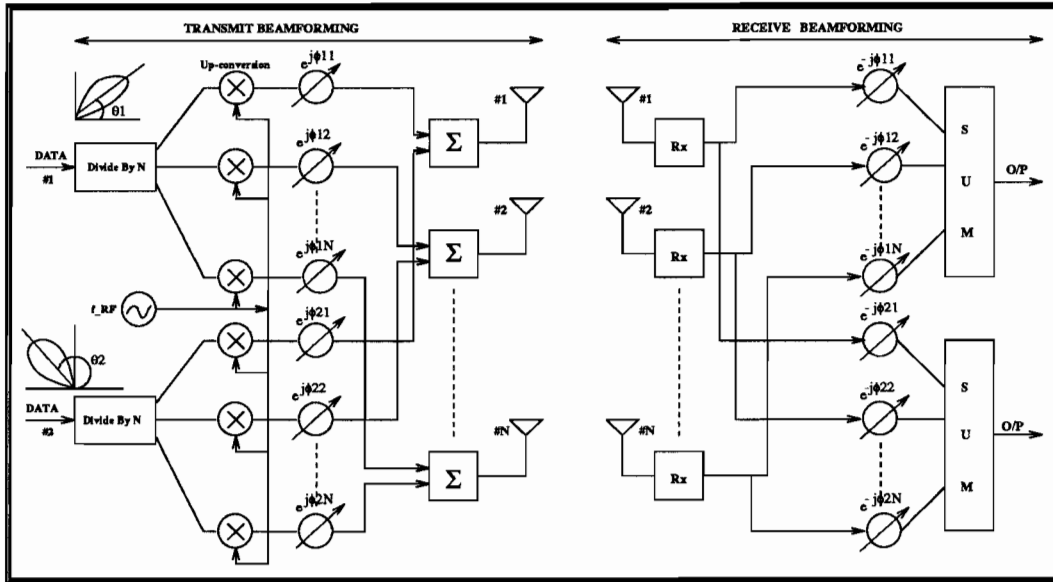 TRANSMIT BEAMFORMING
RECEIVE BEAMFORMING
Up-conversion
e^jϕ11
θ1
#1
DATA
#1
Divide By N
e^jϕ12
Σ
#2
e^jϕ1N
Σ
f_RF
e^jϕ21
θ2
DATA
#2
Divide By N
e^jϕ22
#N
Σ
e^jϕ2N
#1
Rx
e^-jϕ11
S
U
M
O/P
e^-jϕ12
#2
Rx
e^-jϕ1N
e^-jϕ21
#N
Rx
e^-jϕ22
S
U
M
O/P
e^-jϕ2N